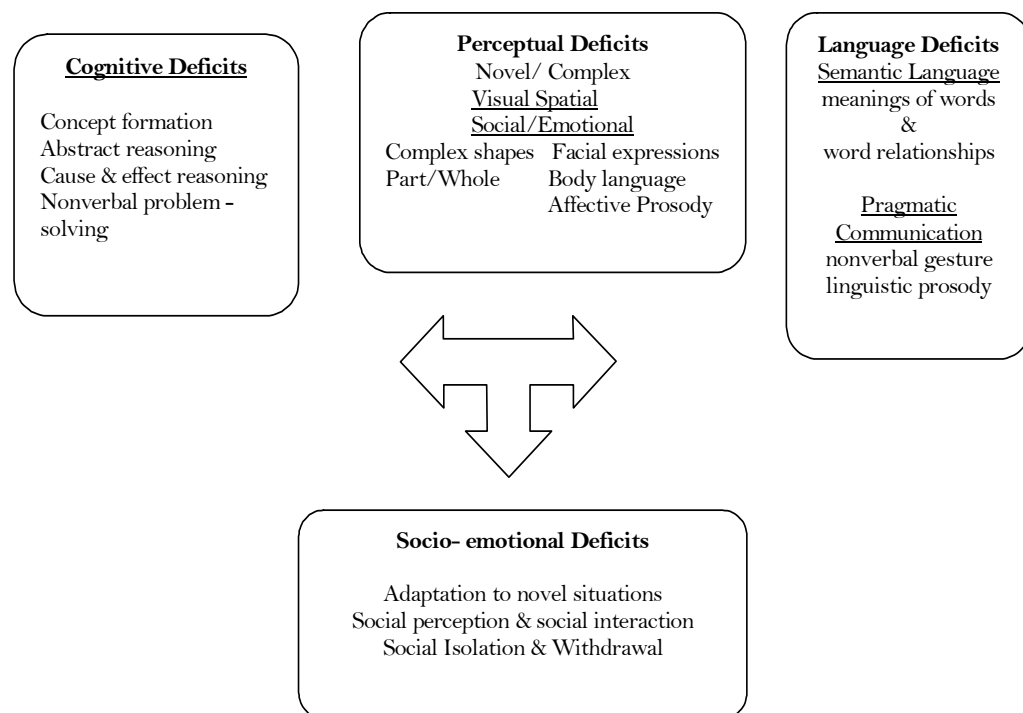 Cognitive Deficits
Concept formation
Abstract reasoning
Cause & effect reasoning
Nonverbal problem -
solving
Perceptual Deficits
Novel/ Complex
Visual Spatial
Social/Emotional
Complex shapes Facial expressions
Part/Whole Body language
Affective Prosody
Language Deficits
Semantic Language
meanings of words
&
word relationships
Pragmatic
Communication
nonverbal gesture
linguistic prosody
Socio- emotional Deficits
Adaptation to novel situations
Social perception & social interaction
Social Isolation & Withdrawal